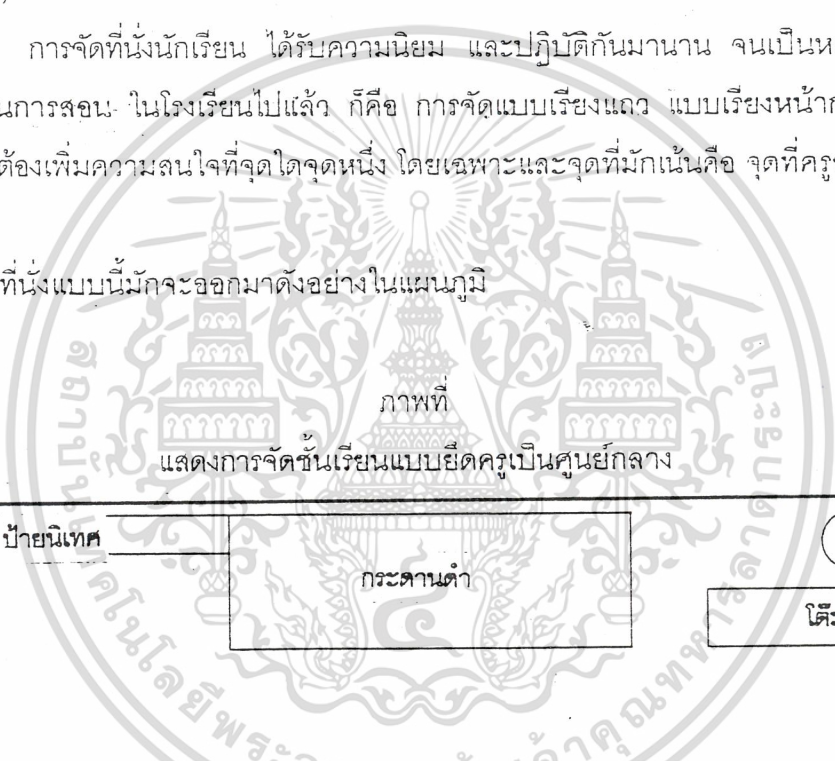 การจัดที่นั่งนักเรียน ได้รับความนิยม และปฏิบัติกันมานาน จนเป็นห
นการสอน ในโรงเรียนไปแล้ว ก็คือ การจัดแบบเรียงแถว แบบเรียงหน้าก
ต้องเพิ่มความสนใจที่จุดใดจุดหนึ่ง โดยเฉพาะและจุดที่มักเน้นคือ จุดที่ครู
ที่นั่งแบบนี้มักจะออกมาดังอย่างในแผนภูมิ
ภาพที่
แสดงการจัดชั้นเรียนแบบยึดครูเป็นศูนย์กลาง
ป้ายนิเทศ
กระดานดำ
โต๊ะ